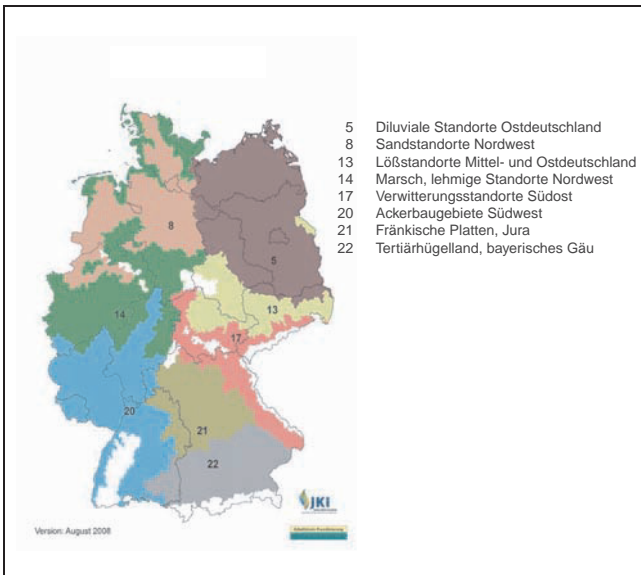 5 Diluviale Standorte Ostdeutschland
8 Sandstandorte Nordwest
13 Lößstandorte Mittel- und Ostdeutschland
14 Marsch, lehmige Standorte Nordwest
17 Verwitterungsstandorte Südost
20 Ackerbaugebiete Südwest
21 Fränkische Platten, Jura
22 Tertiärhügelland, bayerisches Gäu
8
5
14
13
17
20
21
22
JKI
Version: August 2008